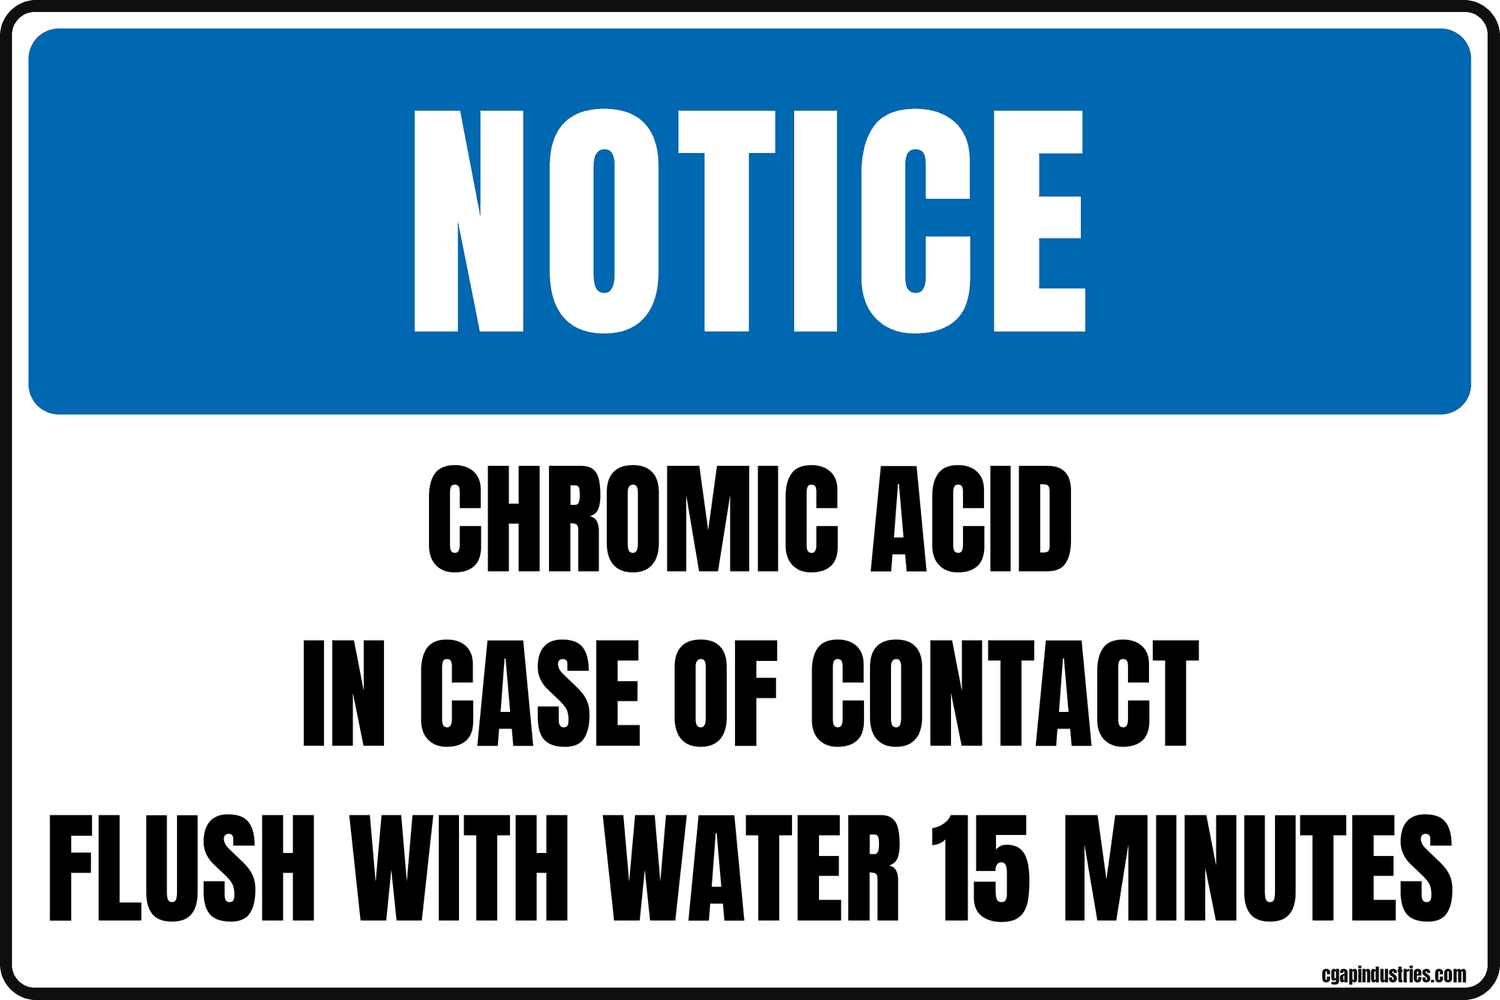 NOTICE
CHROMIC ACID
IN CASE OF CONTACT
FLUSH WITH WATER 15 MINUTES
cgapindustries.com